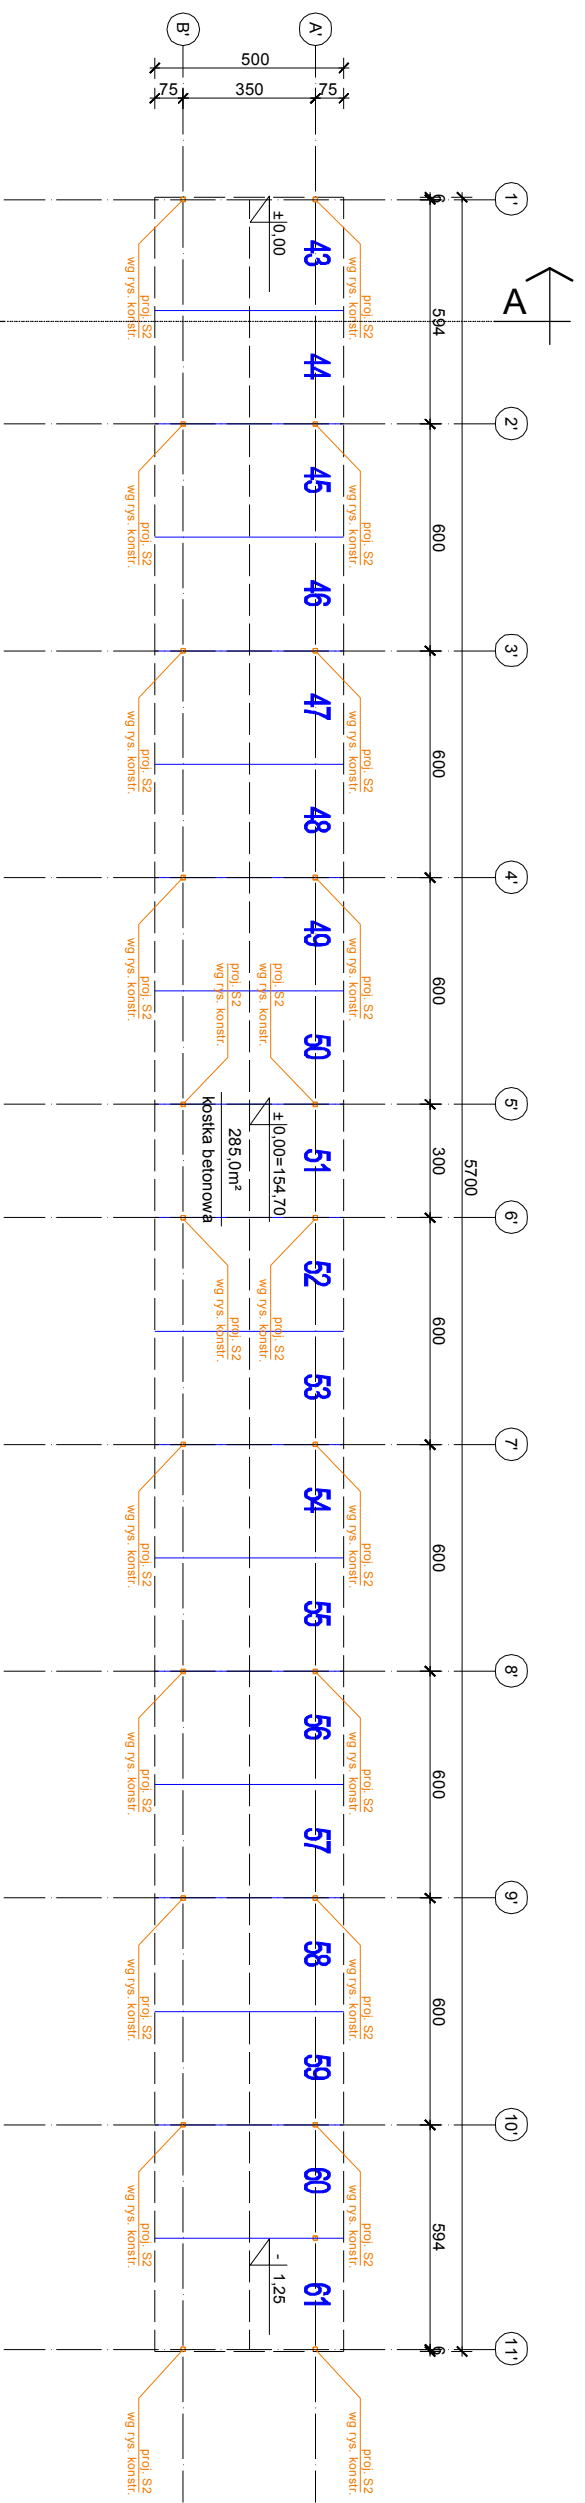 B'
A'
500
75
350
75
1'
2'
3'
4'
5'
6'
7'
8'
9'
10'
11'
A
5700
6
594
600
600
600
300
600
600
600
600
594
6
43
44
45
46
47
48
49
50
51
52
53
54
55
56
57
58
59
60
61
±0,00
±0,00=154,70
285,0m²
kostka betonowa
- 1,25
proj. S2
wg rys. konstr.
proj. S2
wg rys. konstr.
proj. S2
wg rys. konstr.
proj. S2
wg rys. konstr.
proj. S2
wg rys. konstr.
proj. S2
wg rys. konstr.
proj. S2
wg rys. konstr.
proj. S2
wg rys. konstr.
proj. S2
wg rys. konstr.
proj. S2
wg rys. konstr.
proj. S2
wg rys. konstr.
proj. S2
wg rys. konstr.
proj. S2
wg rys. konstr.
proj. S2
wg rys. konstr.
proj. S2
wg rys. konstr.
proj. S2
wg rys. konstr.
proj. S2
wg rys. konstr.
proj. S2
wg rys. konstr.
proj. S2
wg rys. konstr.
proj. S2
wg rys. konstr.
proj. S2
wg rys. konstr.
proj. S2
wg rys. konstr.